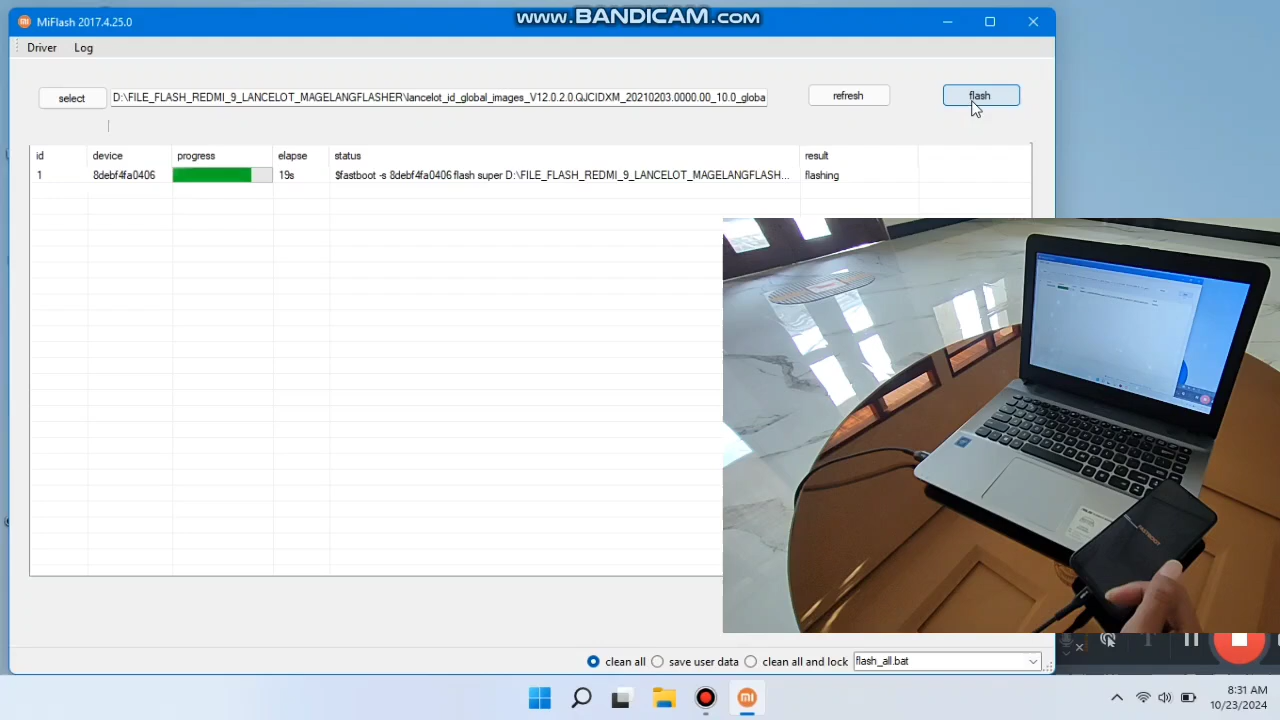 www.BANDICAM.com
MiFlash 2017.4.25.0
Driver Log
select
D:\FILE_FLASH_REDMI_9_LANCELOT_MAGELANGFLASHER\lancelot_id_global_images_V12.0.2.0.QJCIDXM_20210203.0000.00_10.0_globa
refresh
flash
id device progress elapse status result
1 8debf4fa0406 19s $fastboot -s 8debf4fa0406 flash super D:\FILE_FLASH_REDMI_9_LANCELOT_MAGELANGFLASH... flashing
FASTBOOT
clean all save user data clean all and lock flash_all.bat
8:31 AM
10/23/2024